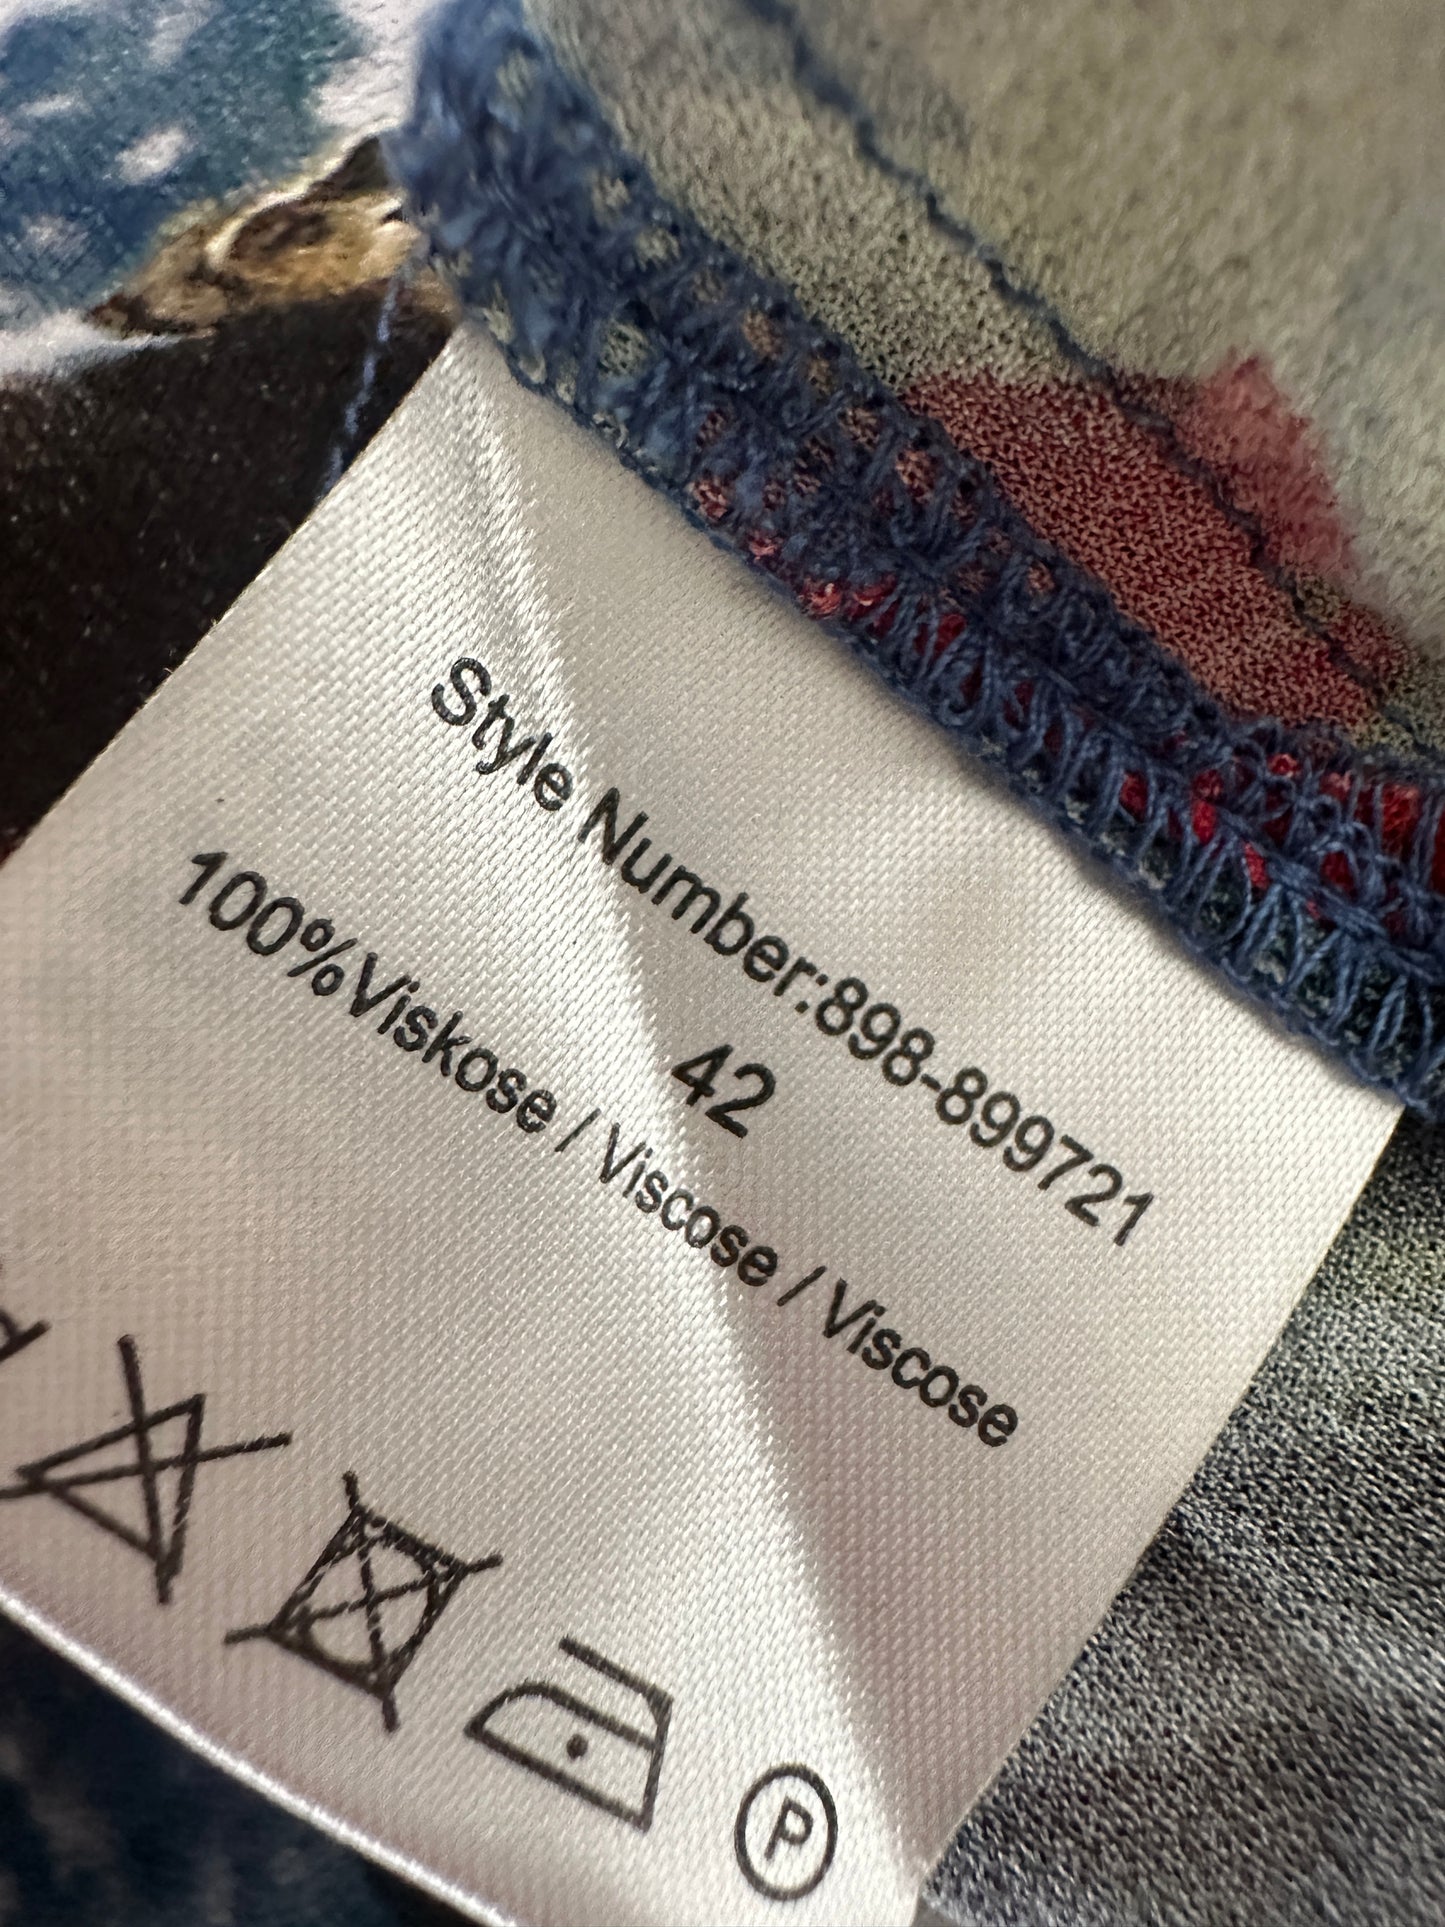 Style Number:898-899721
42
100%Viskose / Viscose / Viscose
P